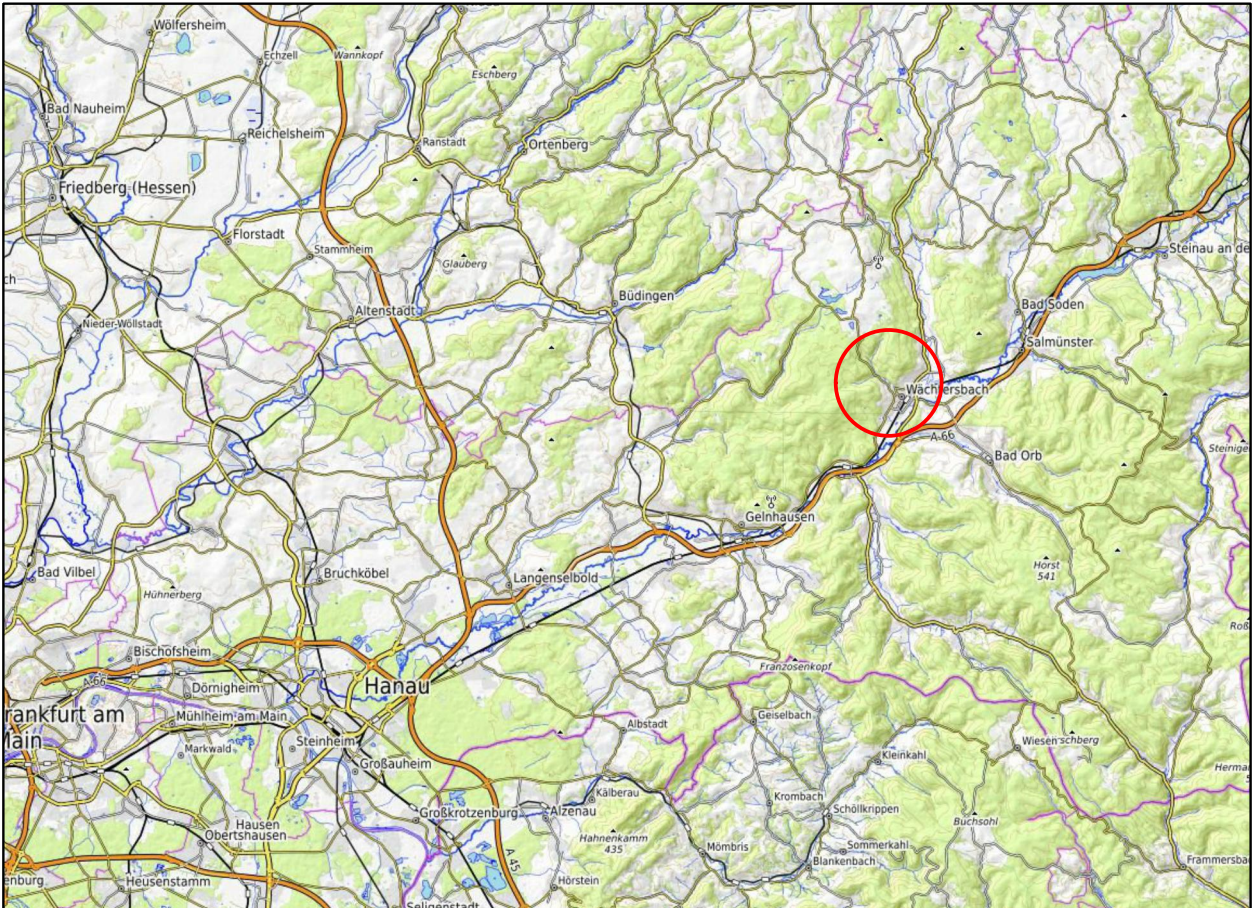 Wölfersheim
Echzell
Wannkopf
Eschberg
Bad Nauheim
Reichelsheim
Ranstadt
Ortenberg
Friedberg (Hessen)
Florstadt
Stammheim
Glauberg
Steinau an de
ch
Büdingen
Bad Soden
Altenstadt
Nieder-Wöllstadt
Salmünster
Wächtersbach
A 66
Bad Orb
Steinige
Gelnhausen
Horst
541
Bad Vilbel
Bruchköbel
Langenselbold
Hühnerberg
Roß
Bischofsheim
Franzosenkopf
A 66
Dörnigheim
Hanau
rankfurt am
Main
Mühlheim am Main
Albstadt
Geiselbach
Markwald
Steinheim
Wiesen
schberg
Kleinkahl
Großauheim
Herma
Kälberau
Krombach
Schöllkrippen
Großkrotzenburg
Alzenau
Buchsohl
Hausen
Obertshausen
Hahnenkamm
435
Mömbris
Sommerkahl
Blankenbach
A 45
Frammersba
enburg
Heusenstamm
Hörstein
Seligenstadt